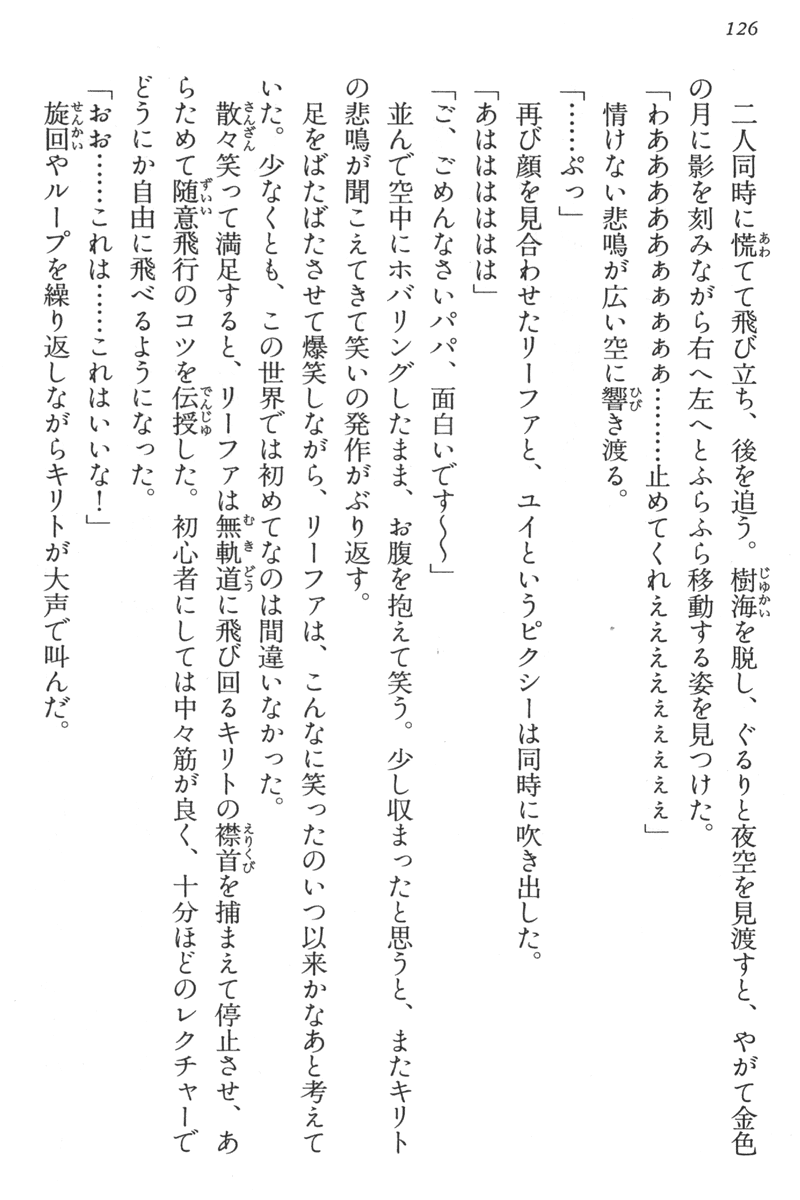 126
二人同時に慌てて飛び立ち、後を追う。樹海を脱し、ぐるりと夜空を見渡すと、やがて金色
の月に影を刻みながら右へ左へとふらふら移動する姿を見つけた。
「わあああああぁぁぁぁぁ………止めてくれえええええぇぇぇぇぇ」
情けない悲鳴が広い空に響き渡る。
「……ぷっ」
再び顔を見合わせたリーファと、ユイというピクシーは同時に吹き出した。
「あはははははは」
「ご、ごめんなさいパパ、面白いです〜〜」
並んで空中にホバリングしたまま、お腹を抱えて笑う。少し収まったと思うと、またキリト
の悲鳴が聞こえてきて笑いの発作がぶり返す。
足をばたばたさせて爆笑しながら、リーファは、こんなに笑ったのいつ以来かなあと考えて
いた。少なくとも、この世界では初めてなのは間違いなかった。
散々笑って満足すると、リーファは無軌道に飛び回るキリトの襟首を捕まえて停止させ、あ
らためて随意飛行のコツを伝授した。初心者にしては中々筋が良く、十分ほどのレクチャーで
どうにか自由に飛べるようになった。
「おお……これは……これはいいな！」
旋回やループを繰り返しながらキリトが大声で叫んだ。